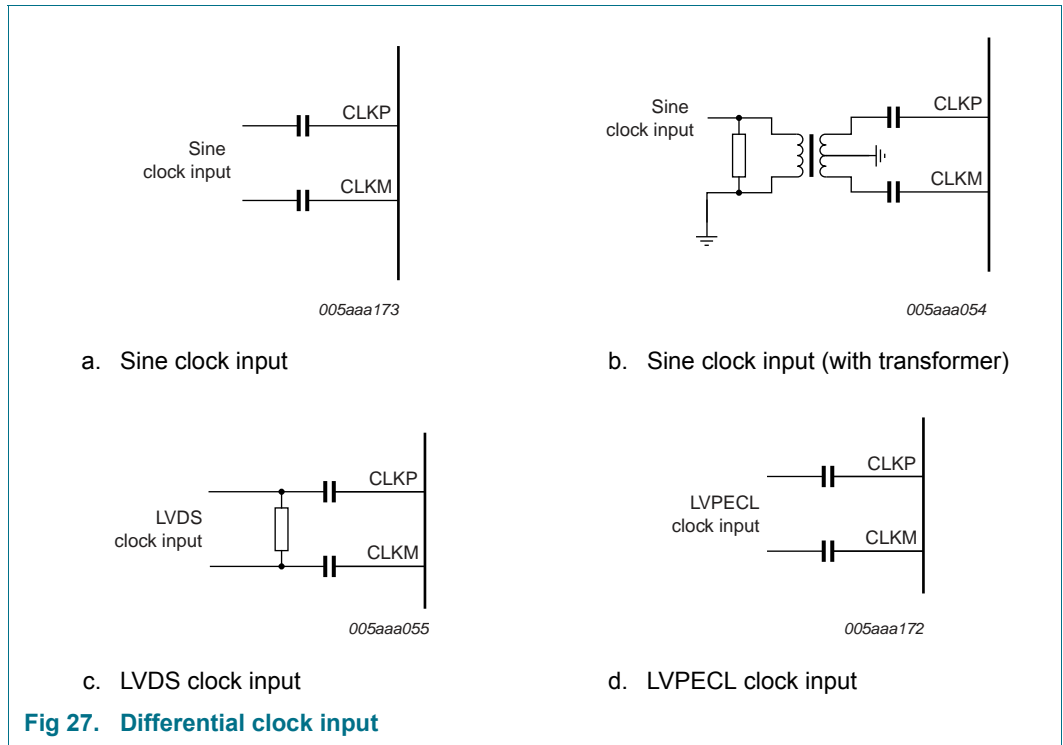 CLKP
Sine
clock input
CLKM
005aaa173
a. Sine clock input
Sine
clock input
CLKP
CLKM
005aaa054
b. Sine clock input (with transformer)
LVDS
clock input
CLKP
CLKM
005aaa055
c. LVDS clock input
LVPECL
clock input
CLKP
CLKM
005aaa172
d. LVPECL clock input
Fig 27. Differential clock input